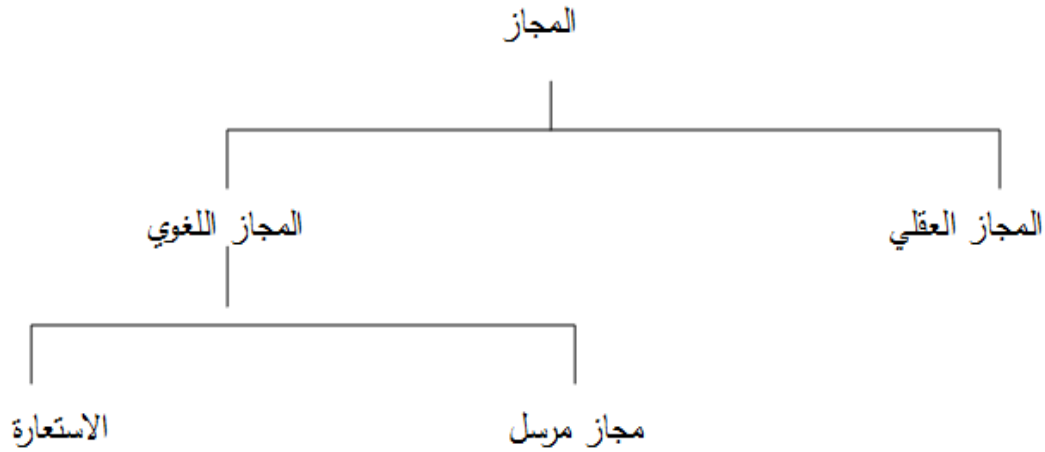 المجاز
المجاز العقلي
المجاز اللغوي
مجاز مرسل
الاستعارة